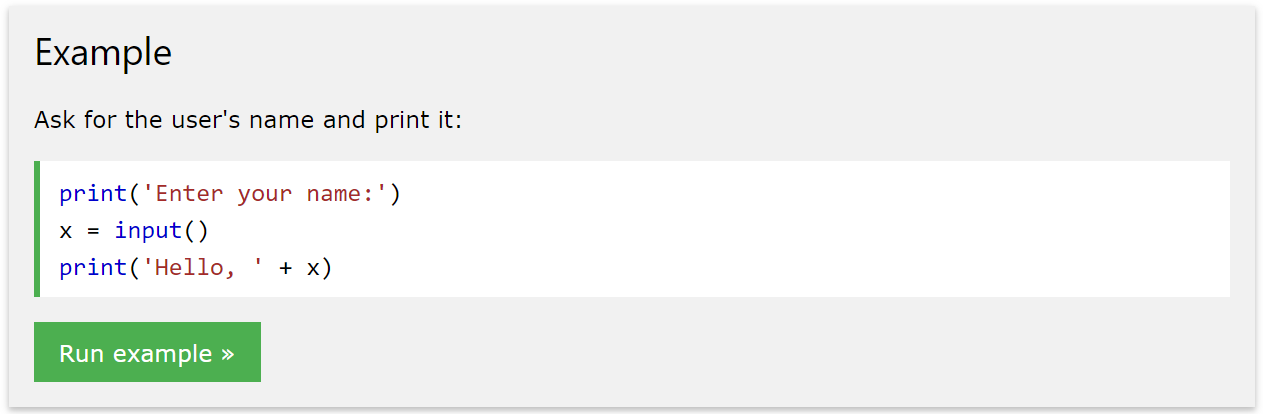 Example
Ask for the user's name and print it:
print('Enter your name:')
x = input()
print('Hello, ' + x)
Run example »